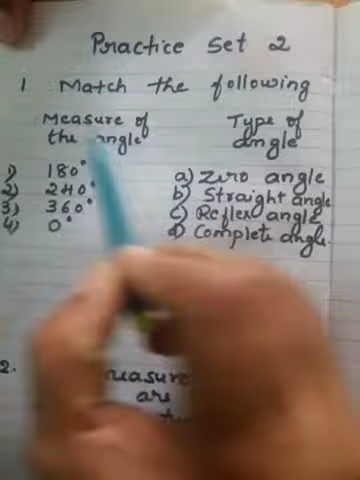 Practice Set 2
1 Match the following
Measure of the angle Type of angle
1) 180° a) Zero angle
2) 240° b) Straight angle
3) 360° c) Reflex angle
4) 0° d) Complete angle.
2. measure
are